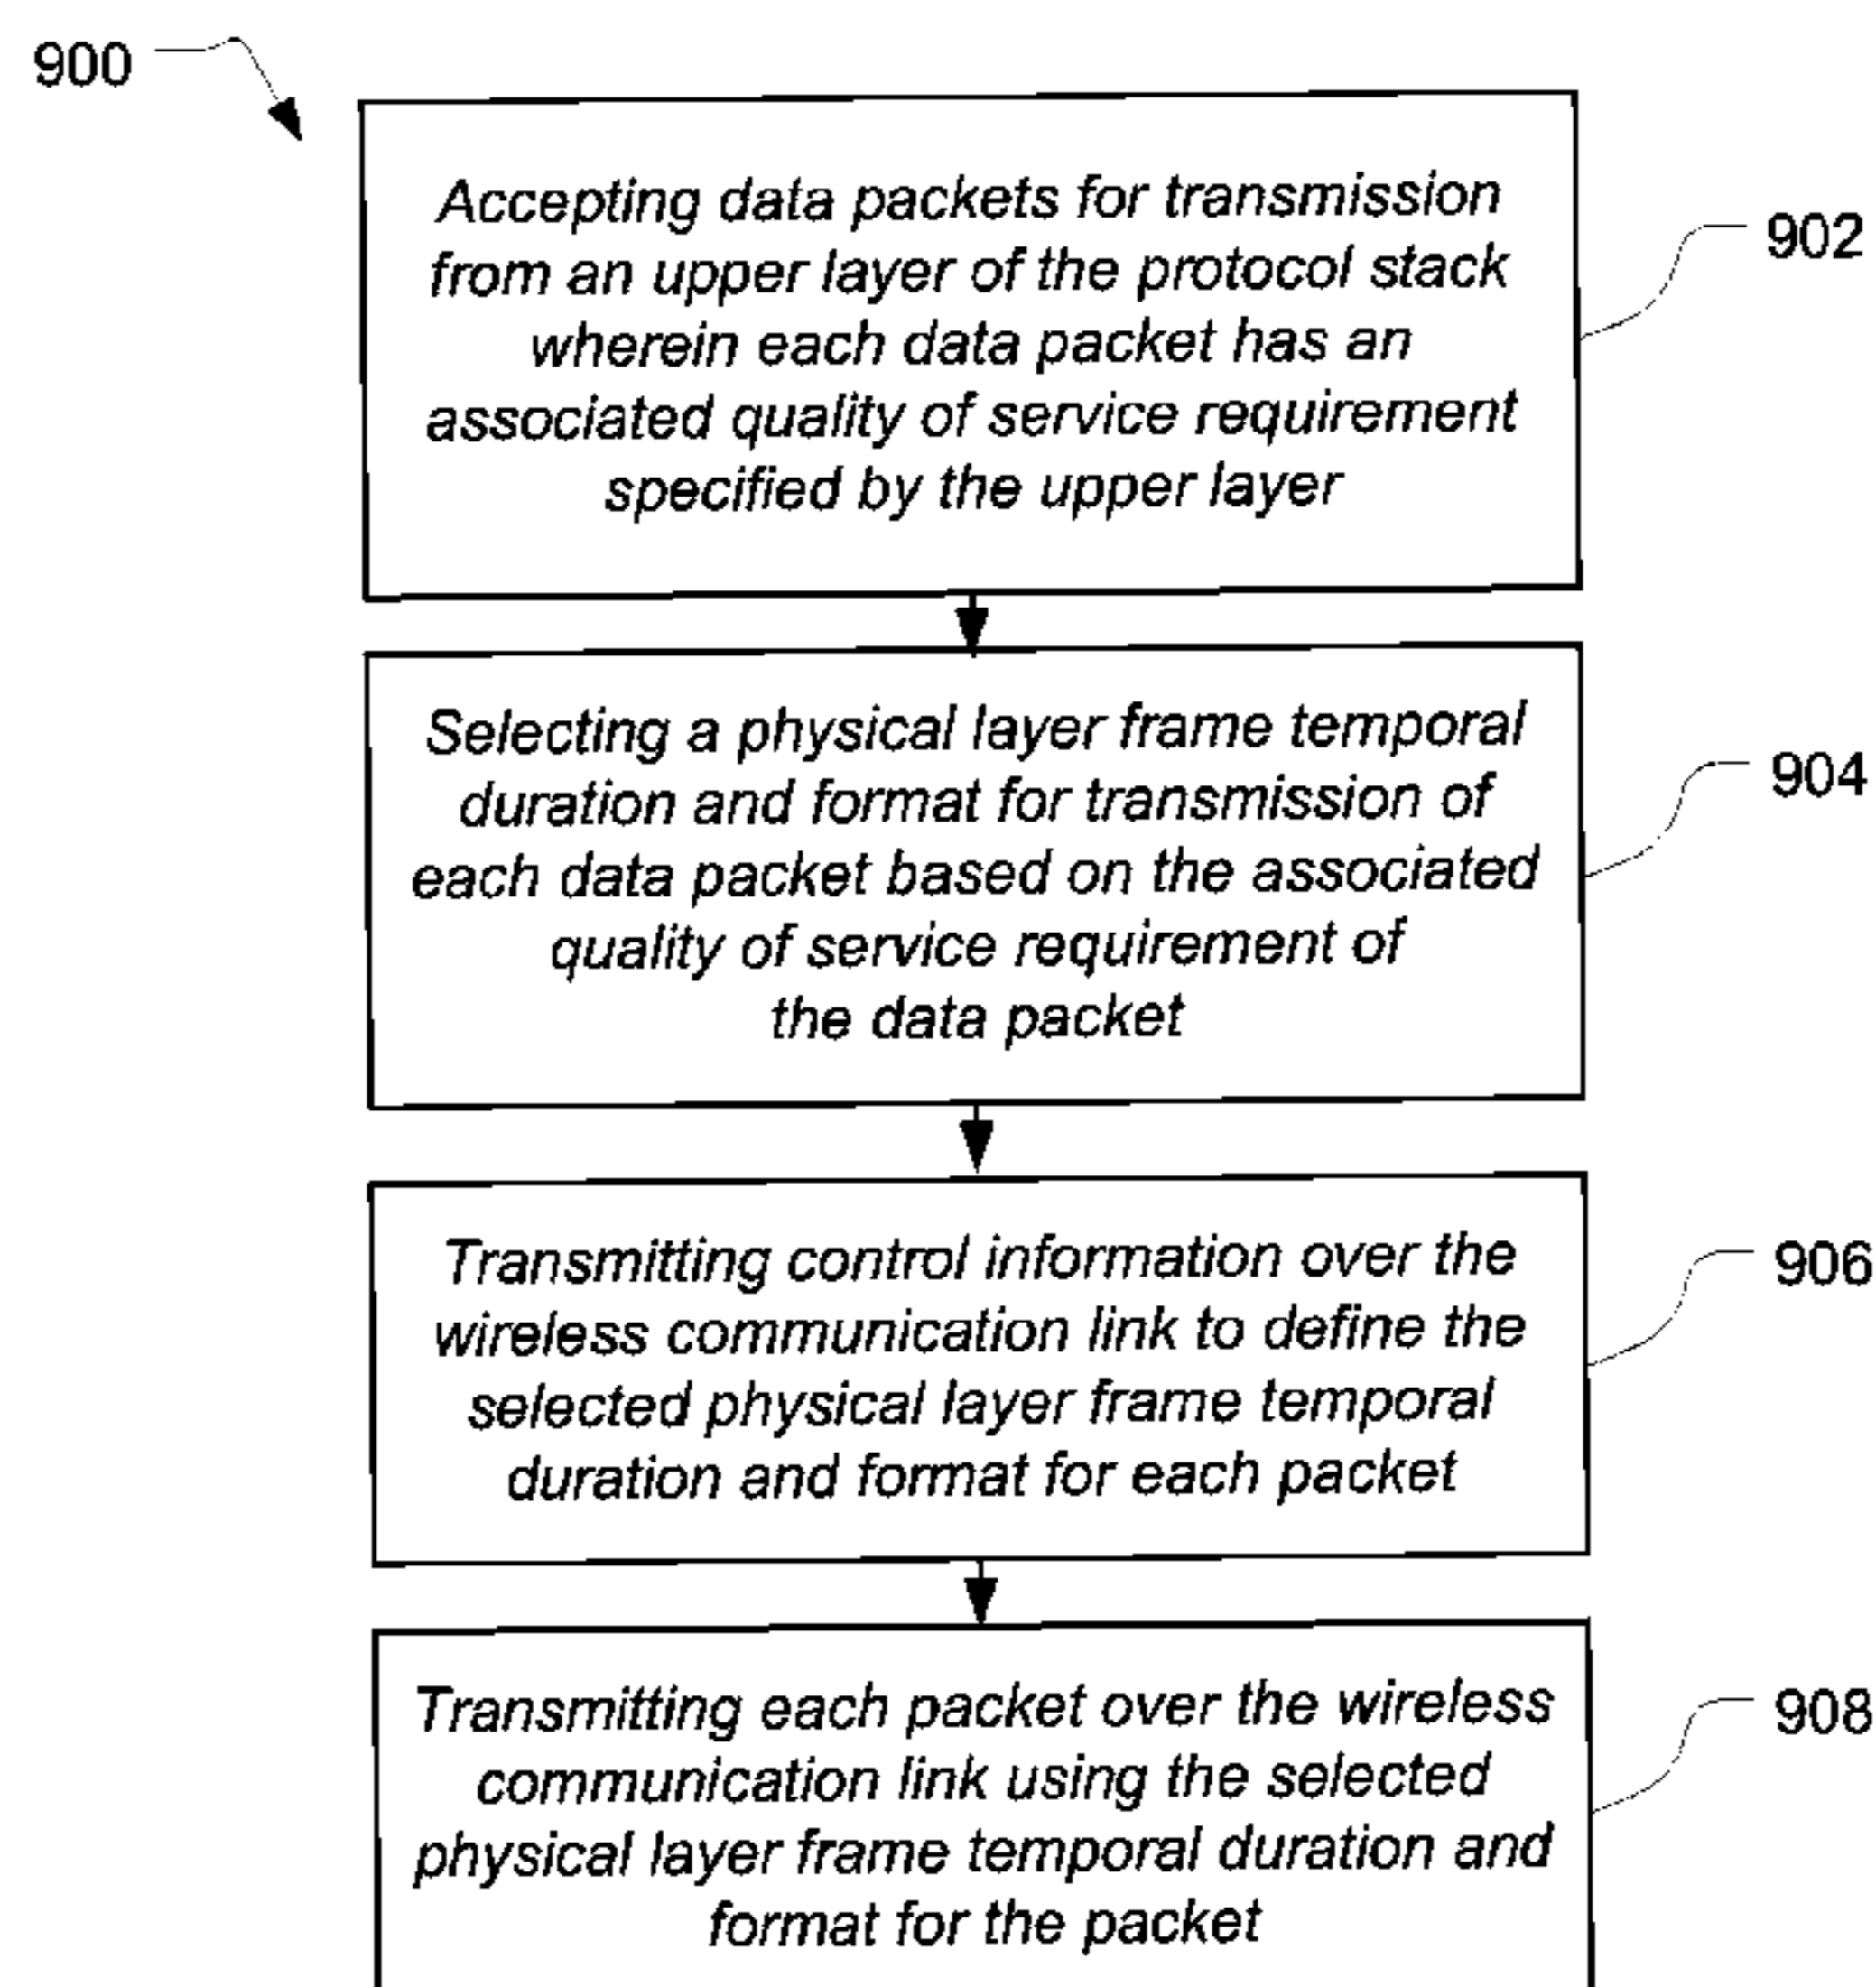 900
Accepting data packets for transmission
from an upper layer of the protocol stack
wherein each data packet has an
associated quality of service requirement
specified by the upper layer
902
Selecting a physical layer frame temporal
duration and format for transmission of
each data packet based on the associated
quality of service requirement of
the data packet
904
Transmitting control information over the
wireless communication link to define the
selected physical layer frame temporal
duration and format for each packet
906
Transmitting each packet over the wireless
communication link using the selected
physical layer frame temporal duration and
format for the packet
908